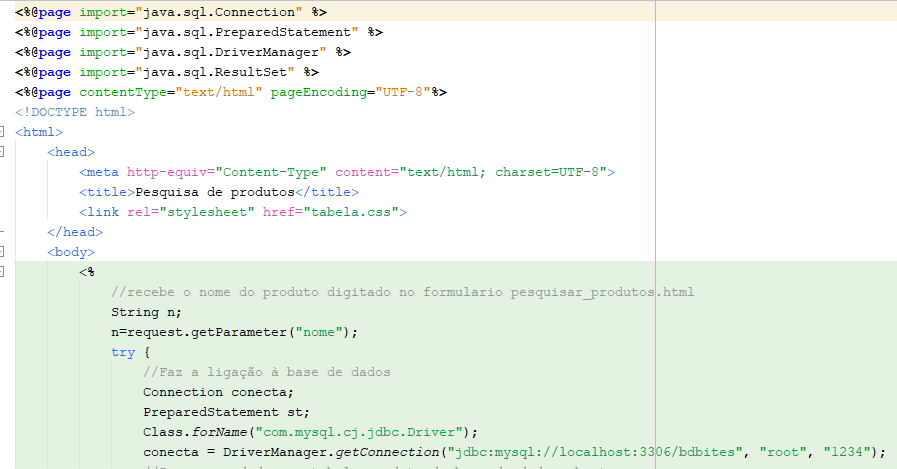 <%@page import="java.sql.Connection" %>
<%@page import="java.sql.PreparedStatement" %>
<%@page import="java.sql.DriverManager" %>
<%@page import="java.sql.ResultSet" %>
<%@page contentType="text/html" pageEncoding="UTF-8"%>
<!DOCTYPE html>
<html>
    <head>
        <meta http-equiv="Content-Type" content="text/html; charset=UTF-8">
        <title>Pesquisa de produtos</title>
        <link rel="stylesheet" href="tabela.css">
    </head>
    <body>
        <%
            //recebe o nome do produto digitado no formulario pesquisar_produtos.html
            String n;
            n=request.getParameter("nome");
            try {
                //Faz a ligação à base de dados
                Connection conecta;
                PreparedStatement st;
                Class.forName("com.mysql.cj.jdbc.Driver");
                conecta = DriverManager.getConnection("jdbc:mysql://localhost:3306/bdbites", "root", "1234");